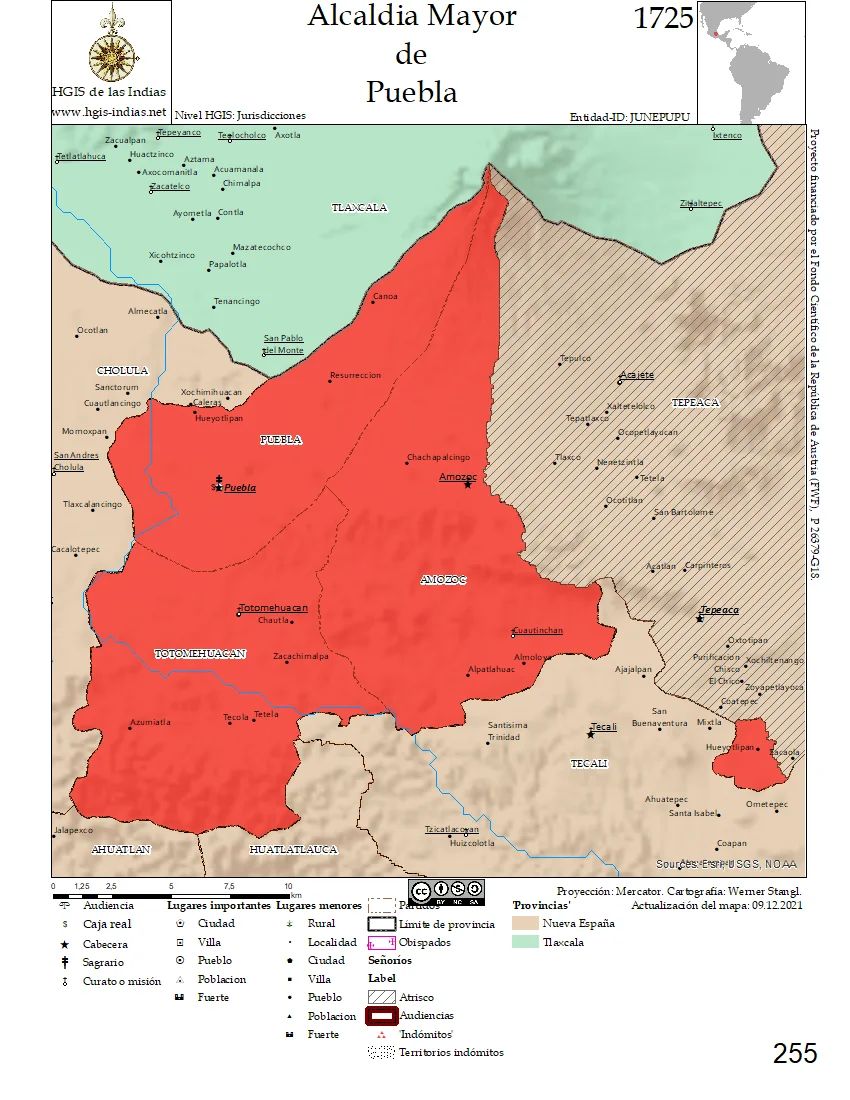 Alcaldia Mayor
de
Puebla
1725
HGIS de las Indias
www.hgis-indias.net
Nivel HGIS: Jurisdicciones
Entidad-ID: JUNEPUPU
Tepeyanco
Teolocholco
Axotla
Ixtenco
Zacualpan
Tetlatlahuca
Huactzinco
Aztama
Axocomanitla
Acuamanala
Zacatelco
Chimalpa
TLAXCALA
Zitlaltepec
Ayometla
Contla
Xicohtzinco
Mazatecochco
Papalotla
Canoa
Tenancingo
Almecatla
Ocotlan
San Pablo
del Monte
Tepulco
CHOLULA
Resurreccion
Acajete
Sanctorum
Xochimihuacan
TEPEACA
Cuautlancingo
Caleras
Xaltetelolco
Hueyotlipan
Tepatlaxco
Momoxpan
PUEBLA
Ocopetlayucan
San Andres
Cholula
Chachapalcingo
Tlaxco
Nenetzintla
Amozoc
Tetela
Puebla
Tlaxcalancingo
Ocotitlan
San Bartolome
Cacalotepec
Acatlan
Carpinteros
AMOZOC
Totomehuacan
Tepeaca
Chautla
Cuautinchan
TOTOMEHUACAN
Zacachimalpa
Almoloya
Oxtotipan
Alpatlahuac
Ajajalpan
Purificacion
Xochiltenango
Chisco
El Chico
Zoyapetlayoca
Coatepec
Azumiatla
Tecola
Tetela
San
Buenaventura
Mixtla
Santisima
Trinidad
Tecali
Hueyotlipan
Zacaola
TECALI
Ahuatepec
Santa Isabel
Ometepec
Jalapexco
Tzicatlacoyan
Huizcolotla
Coapan
AHUATLAN
HUATLATLAUCA
Sources: Esri, USGS, NOAA
0 1,25 2,5 5 7,5 10
km
CC BY NC SA
Proyección: Mercator. Cartografía: Werner Stangl.
Actualización del mapa: 09.12.2021
Audiencia
Caja real
Cabecera
Sagrario
Curato o misión
Lugares importantes
Ciudad
Villa
Pueblo
Poblacion
Fuerte
Lugares menores
Rural
Localidad
Ciudad
Villa
Pueblo
Poblacion
Fuerte
Partidos
Límite de provincia
Obispados
Señoríos
Label
Atrisco
Audiencias
'Indómitos'
Territorios indómitos
'Provincias'
Nueva España
Tlaxcala
Proyecto financiado por el Fondo Científico de la República de Austria (FWF), P 26379-G18.
255